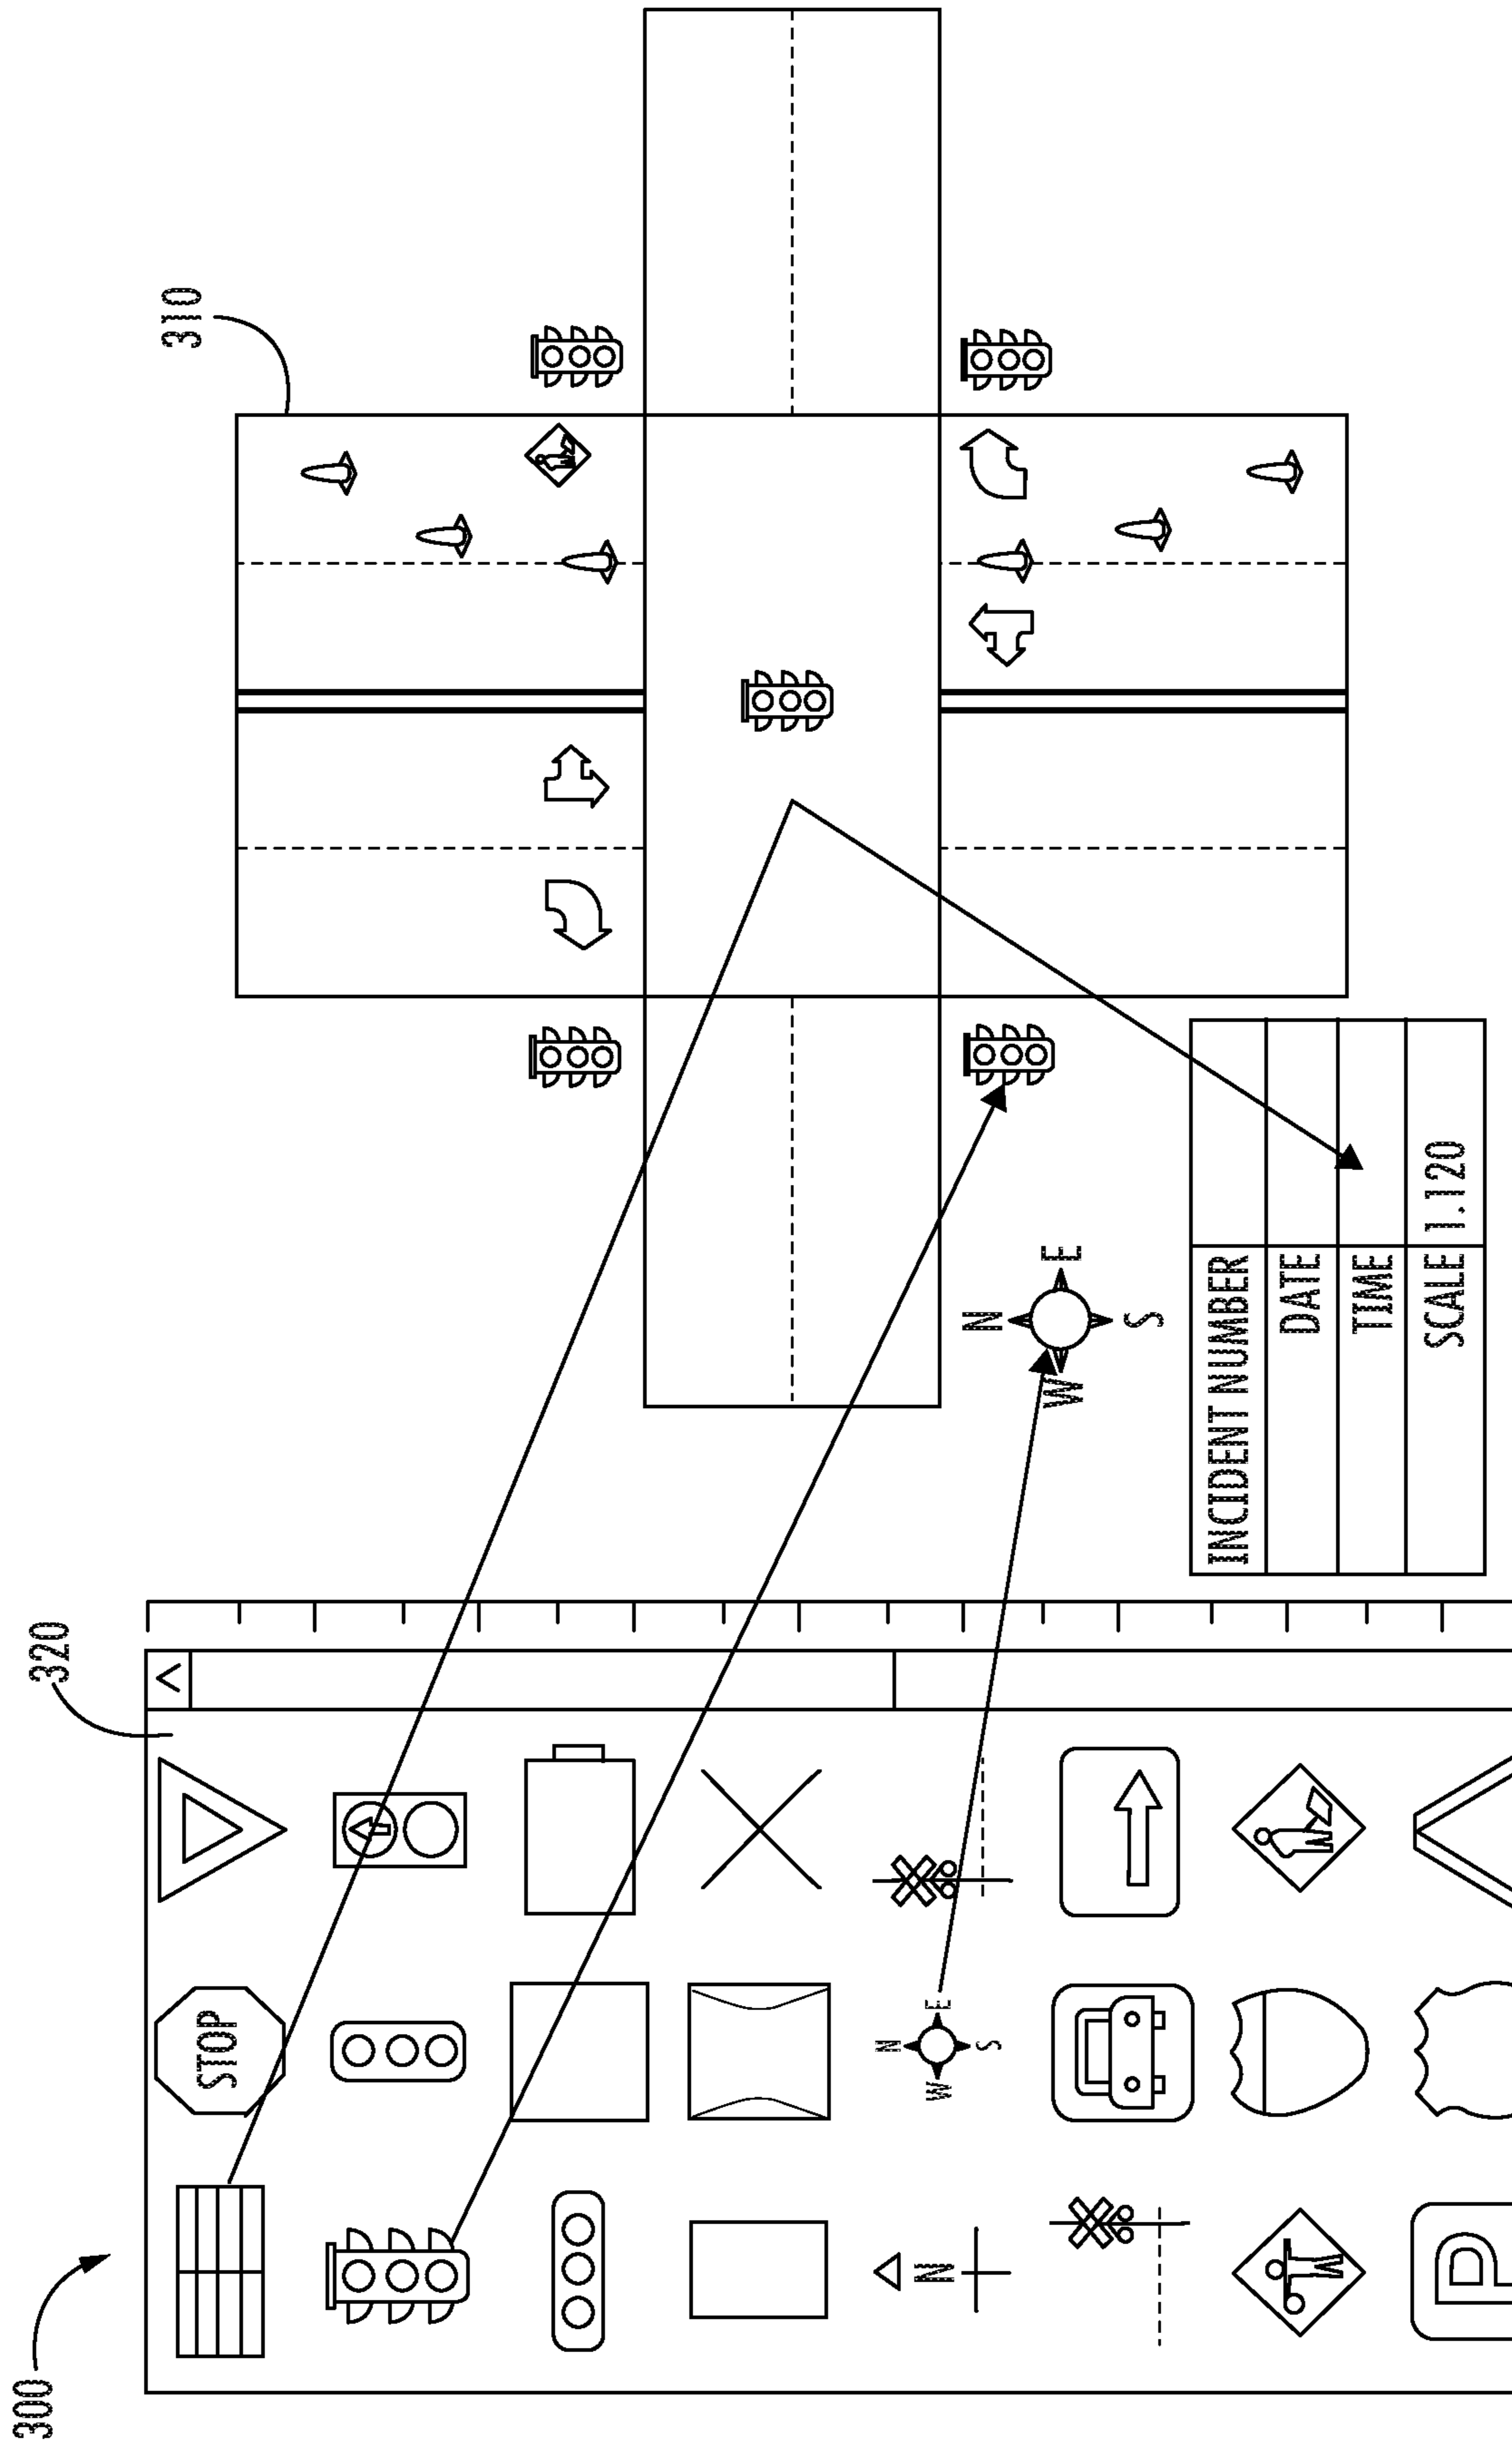 300
320
310
STOP
N
W E
S
N
P
N
W E
S
INCIDENT NUMBER
DATE
TIME
SCALE 1.120